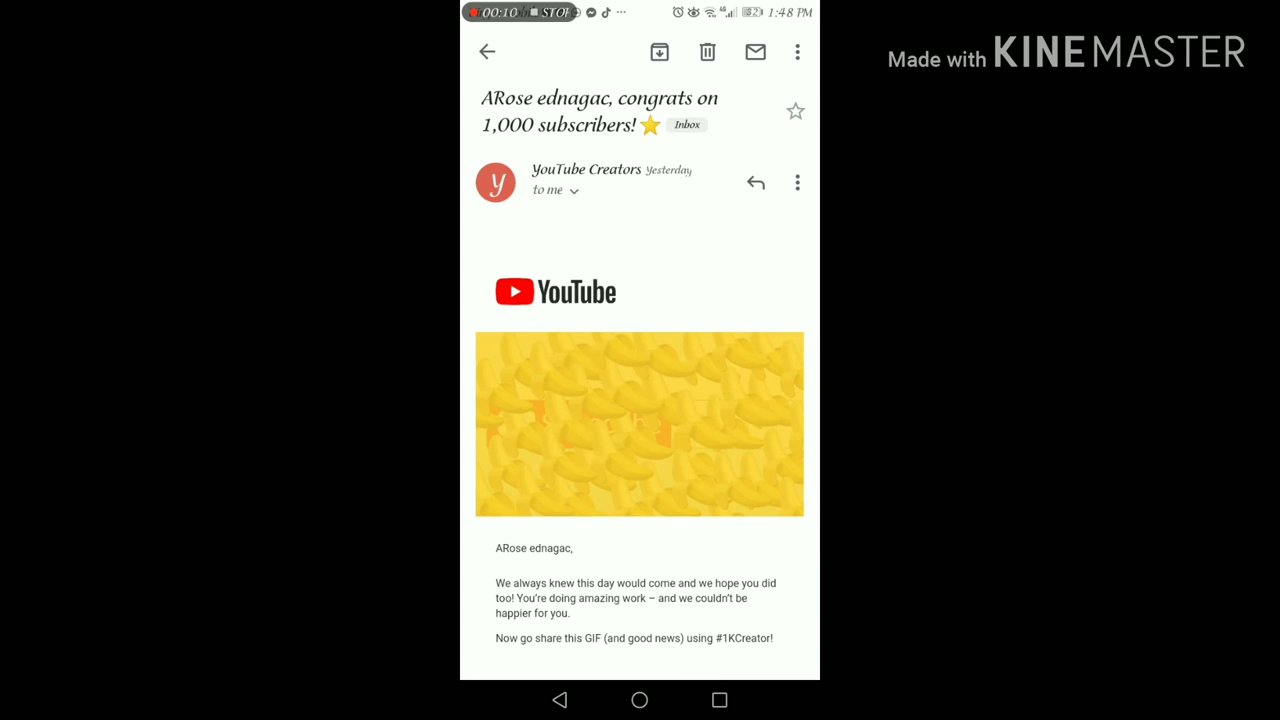 00:10 STOP
4G 62 1:48 PM
Made with KINEMASTER
ARose ednagac, congrats on
1,000 subscribers! Inbox
y
YouTube Creators Yesterday
to me
YouTube
ARose ednagac,
We always knew this day would come and we hope you did
too! You're doing amazing work – and we couldn't be
happier for you.
Now go share this GIF (and good news) using #1KCreator!